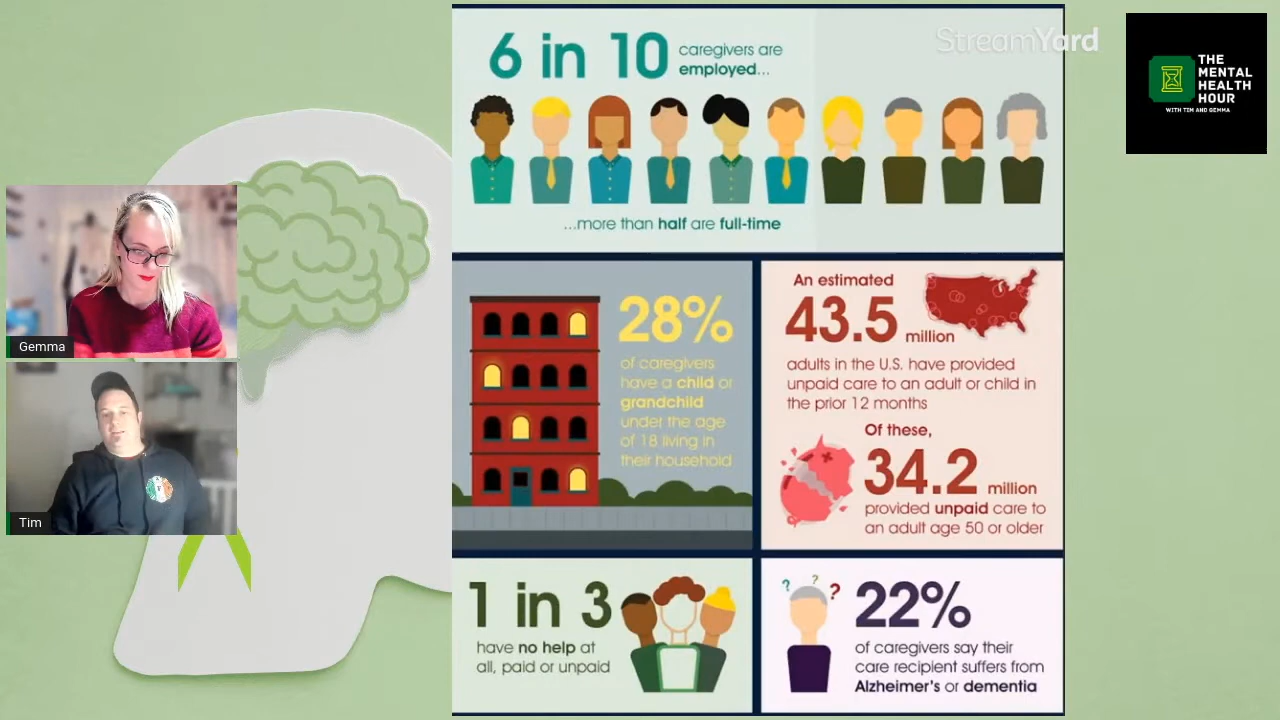 6 in 10
caregivers are
employed...
...more than half are full-time
28%
of caregivers
have a child or
grandchild
under the age
of 18 living in
their household
An estimated
43.5 million
adults in the U.S. have provided
unpaid care to an adult or child in
the prior 12 months
Of these,
34.2 million
provided unpaid care to
an adult age 50 or older
1 in 3
have no help at
all, paid or unpaid
? ? ?
22%
of caregivers say their
care recipient suffers from
Alzheimer's or dementia
Gemma
Tim
StreamYard
THE
MENTAL
HEALTH
HOUR
WITH TIM AND GEMMA